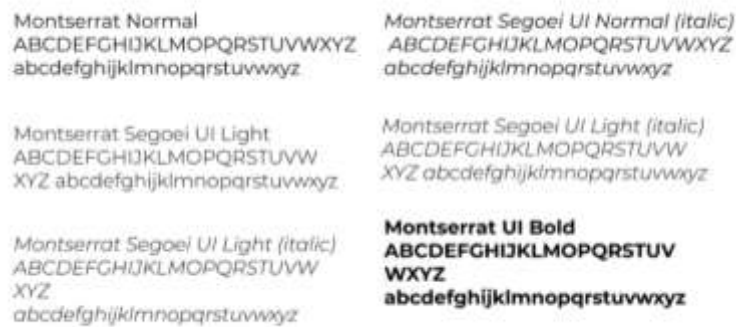 Montserrat Normal
ABCDEFGHIJKLMOPQRSTUVWXYZ
abcdefghijklmnopqrstuvwxyz
Montserrat Segoei UI Normal (italic)
ABCDEFGHIJKLMOPQRSTUVWXYZ
abcdefghijklmnopqrstuvwxyz
Montserrat Segoei UI Light
ABCDEFGHIJKLMOPQRSTUVW
XYZ abcdefghijklmnopqrstuvwxyz
Montserrat Segoei UI Light (italic)
ABCDEFGHIJKLMOPQRSTUVW
XYZ abcdefghijklmnopqrstuvwxyz
Montserrat Segoei UI Light (italic)
ABCDEFGHIJKLMOPQRSTUVW
XYZ
abcdefghijklmnopqrstuvwxyz
Montserrat UI Bold
ABCDEFGHIJKLMOPQRSTUV
WXYZ
abcdefghijklmnopqrstuvwxyz